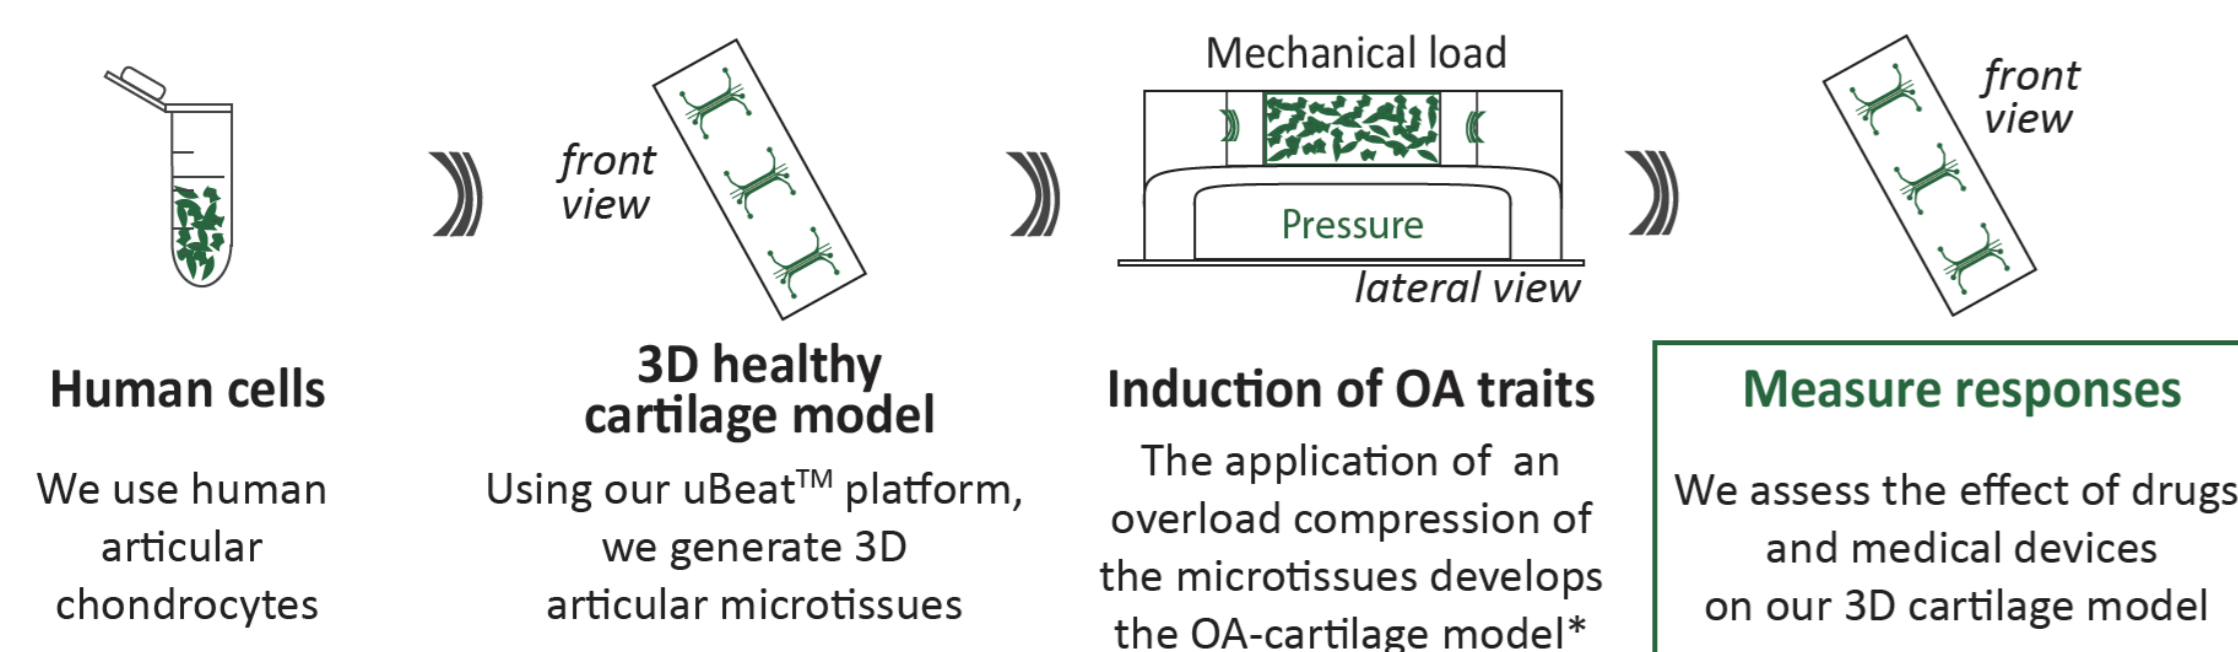 front
view
Mechanical load
Pressure
lateral view
front
view
Human cells
We use human
articular
chondrocytes
3D healthy
cartilage model
Using our uBeat™ platform,
we generate 3D
articular microtissues
Induction of OA traits
The application of an
overload compression of
the microtissues develops
the OA-cartilage model*
Measure responses
We assess the effect of drugs
and medical devices
on our 3D cartilage model